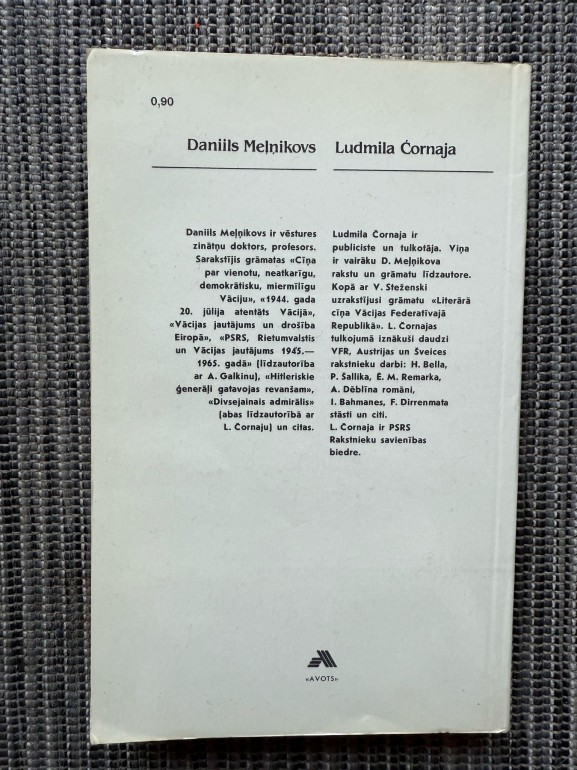 0,90
Daniils Meļņikovs
Daniils Meļņikovs ir vēstures
zinātņu doktors, profesors.
Sarakstījis grāmatas «Cīņa
par vienotu, neatkarīgu,
demokrātisku, miermīlīgu
Vāciju», «1944. gada
20. jūlija atentāts Vācijā»,
«Vācijas jautājums un drošība
Eiropā», «PSRS, Rietumvalstis
un Vācijas jautājums 1945.—
1965. gadā» (līdzautorība
ar A. Galkinu), «Hitleriskie
ģenerāļi gatavojas revanšam»,
«Divsejainais admirālis»
(abas līdzautorībā ar
L. Čornaju) un citas.
Ludmila Čornaja
Ludmila Čornaja ir
publiciste un tulkotāja. Viņa
ir vairāku D. Meļņikova
rakstu un grāmatu līdzautore.
Kopā ar V. Steženski
uzrakstījusi grāmatu «Literārā
cīņa Vācijas Federatīvajā
Republikā». L. Čornajas
tulkojumā iznākuši daudzi
VFR, Austrijas un Šveices
rakstnieku darbi: H. Bella,
P. Sallika, Ē. M. Remarka,
A. Dēblīna romāni,
I. Bahmanes, F. Dirrenmata
stāsti un citi.
L. Čornaja ir PSRS
Rakstnieku savienības
biedre.
«AVOTS»